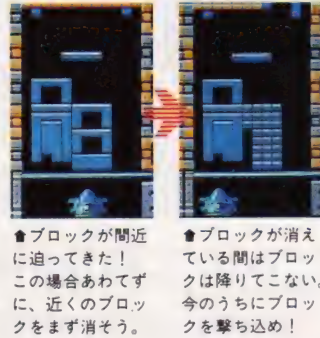 ⬆ブロックが間近
に迫ってきた！
この場合あわてず
に、近くのブロッ
クをまず消そう。
⬆ブロックが消え
ている間はブロッ
クは降りてこない。
今のうちにブロッ
クを撃ち込め！